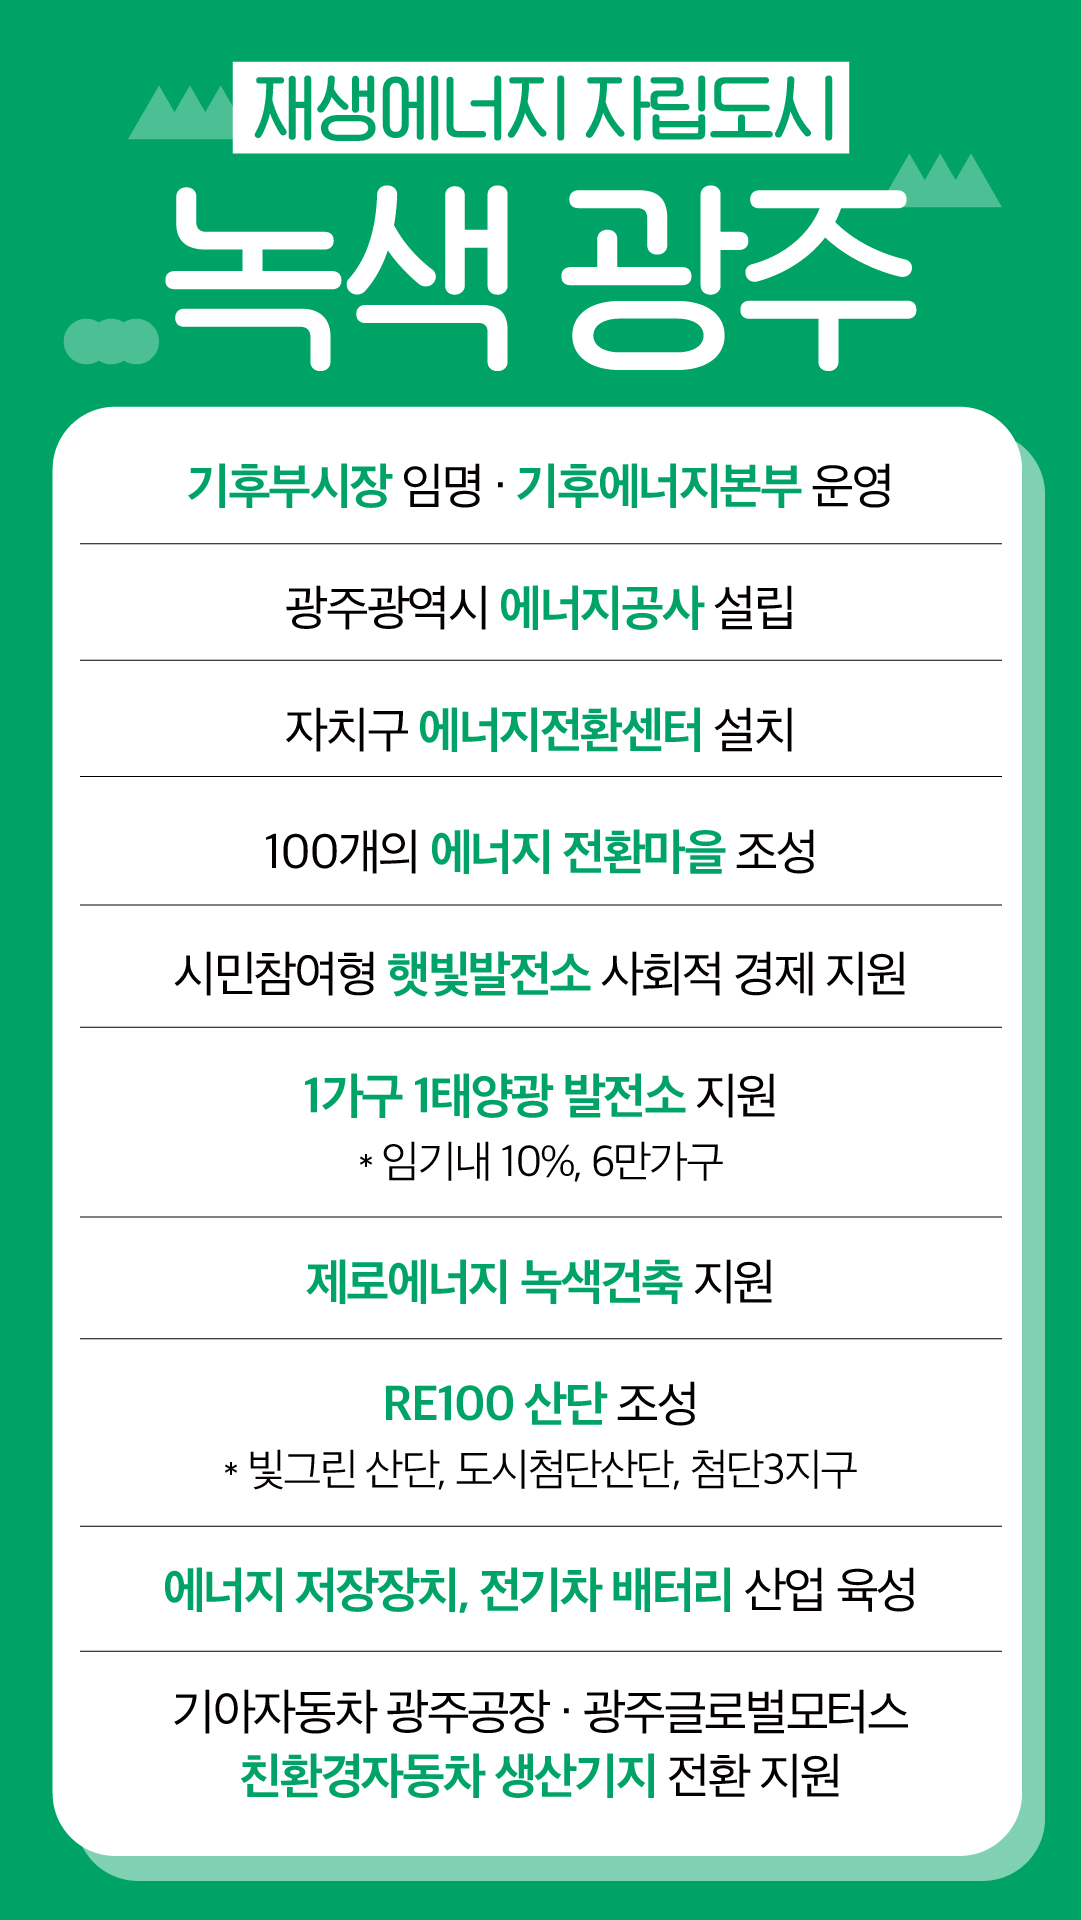 재생에너지 자립도시
녹색 광주
기후부시장 임명 · 기후에너지본부 운영
광주광역시 에너지공사 설립
자치구 에너지전환센터 설치
100개의 에너지 전환마을 조성
시민참여형 햇빛발전소 사회적 경제 지원
1가구 1태양광 발전소 지원
* 임기내 10%, 6만가구
제로에너지 녹색건축 지원
RE100 산단 조성
* 빛그린 산단, 도시첨단산단, 첨단3지구
에너지 저장장치, 전기차 배터리 산업 육성
기아자동차 광주공장 · 광주글로벌모터스
친환경자동차 생산기지 전환 지원